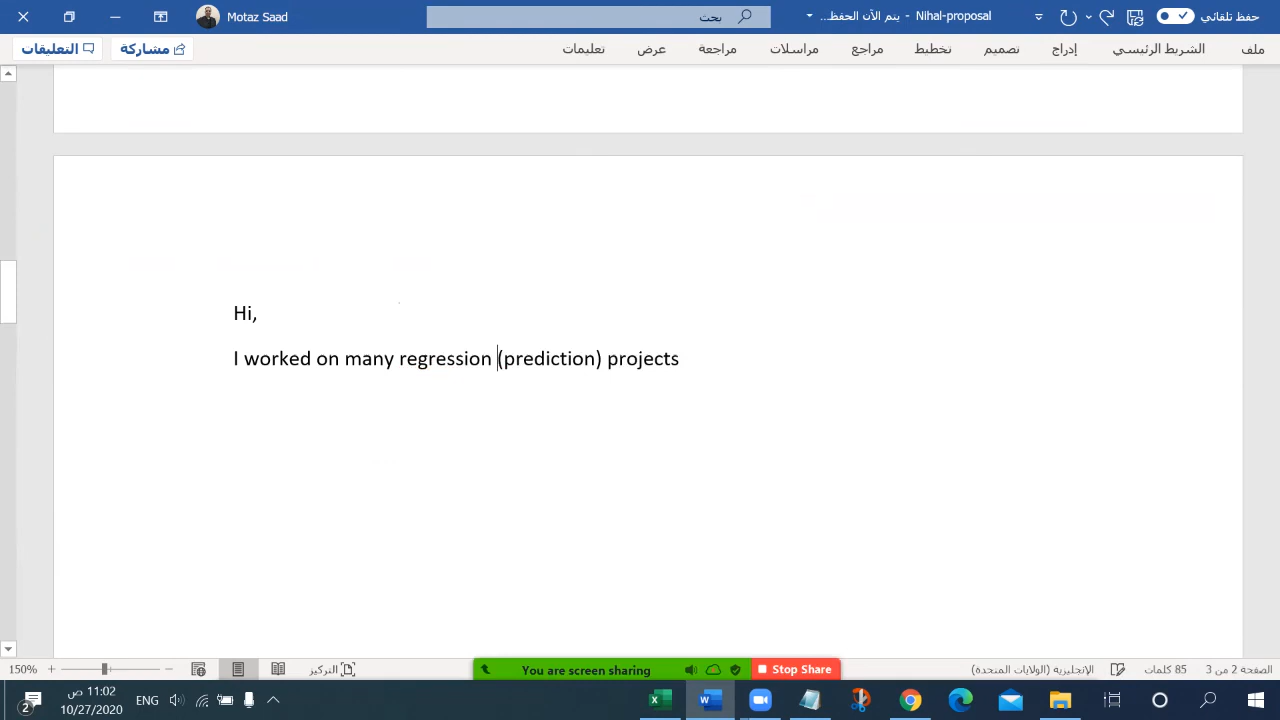 حفظ تلقائي
Nihal-proposal - يتم الآن الحفظ...
بحث
Motaz Saad
ملف
الشريط الرئيسي
إدراج
تصميم
تخطيط
مراجع
مراسلات
مراجعة
عرض
تعليمات
مشاركة
التعليقات
Hi,
I worked on many regression (prediction) projects
الصفحة 2 من 3
85 كلمات
الإنجليزية (الولايات المتحدة)
You are screen sharing
Stop Share
التركيز
150%
ENG
11:02 ص
10/27/2020
2